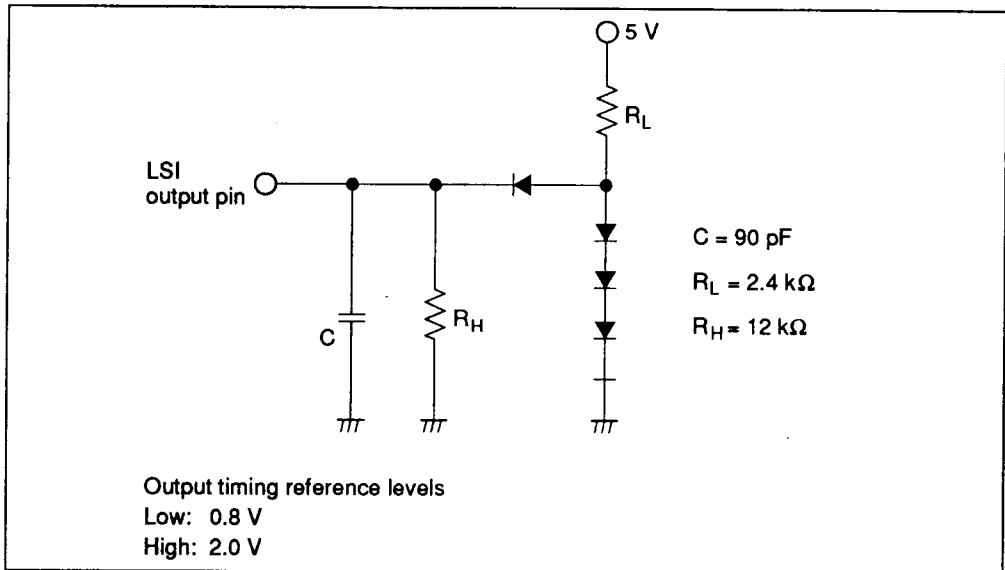 5 V
R_L
LSI
output pin
C
R_H
C = 90 pF
R_L = 2.4 kΩ
R_H = 12 kΩ
Output timing reference levels
Low: 0.8 V
High: 2.0 V